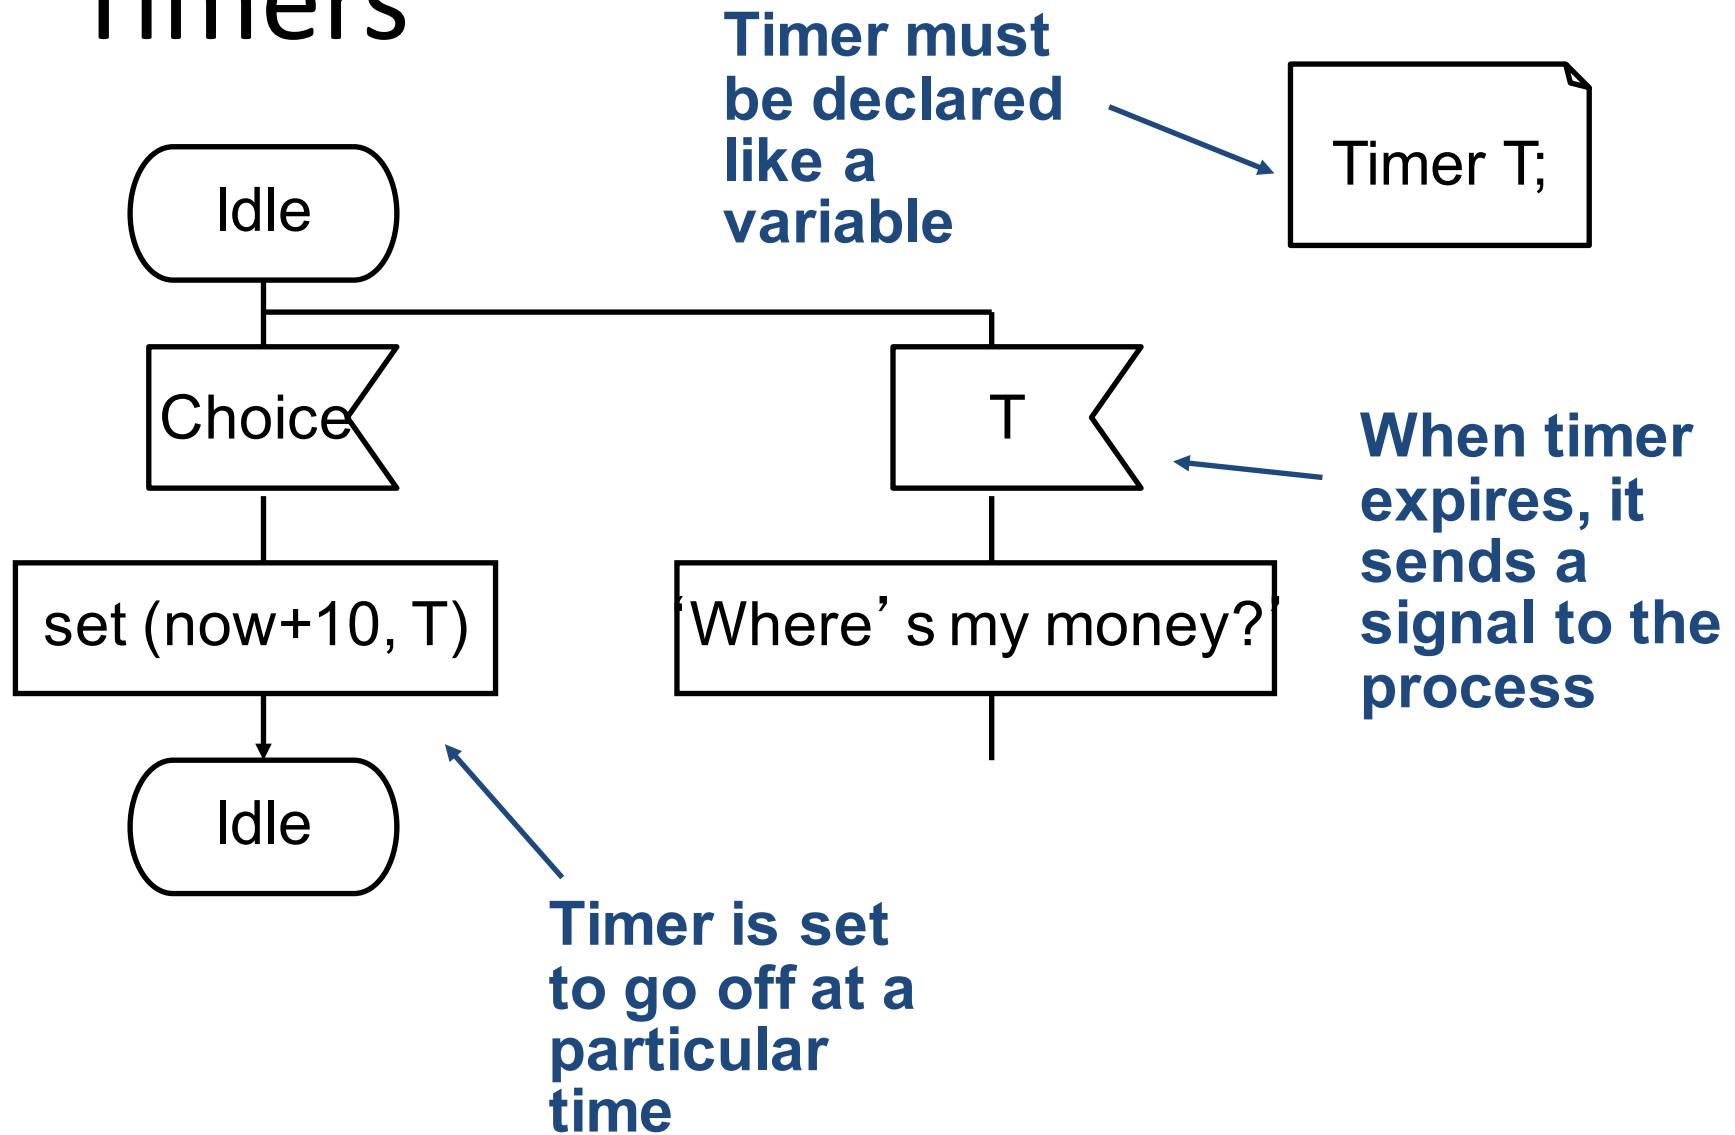 Timers
Timer must
be declared
like a
variable
Timer T;
Idle
Choice
T
set (now+10, T)
‘Where’ s my money?’
When timer
expires, it
sends a
signal to the
process
Idle
Timer is set
to go off at a
particular
time